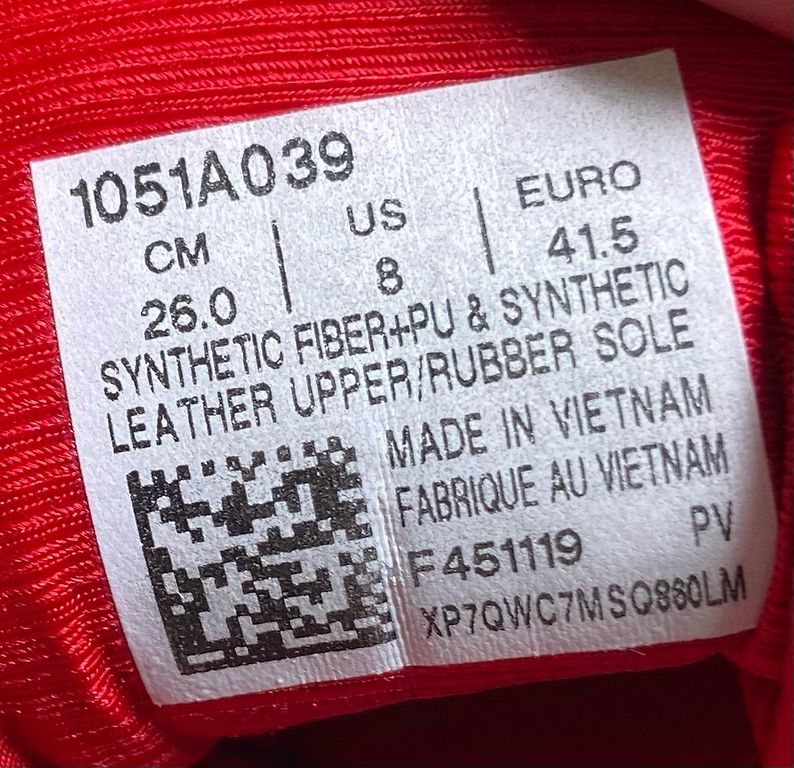 1051A039
CM | US | EURO
26.0 | 8 | 41.5
SYNTHETIC FIBER+PU & SYNTHETIC
LEATHER UPPER/RUBBER SOLE
MADE IN VIETNAM
FABRIQUE AU VIETNAM
F451119 PV